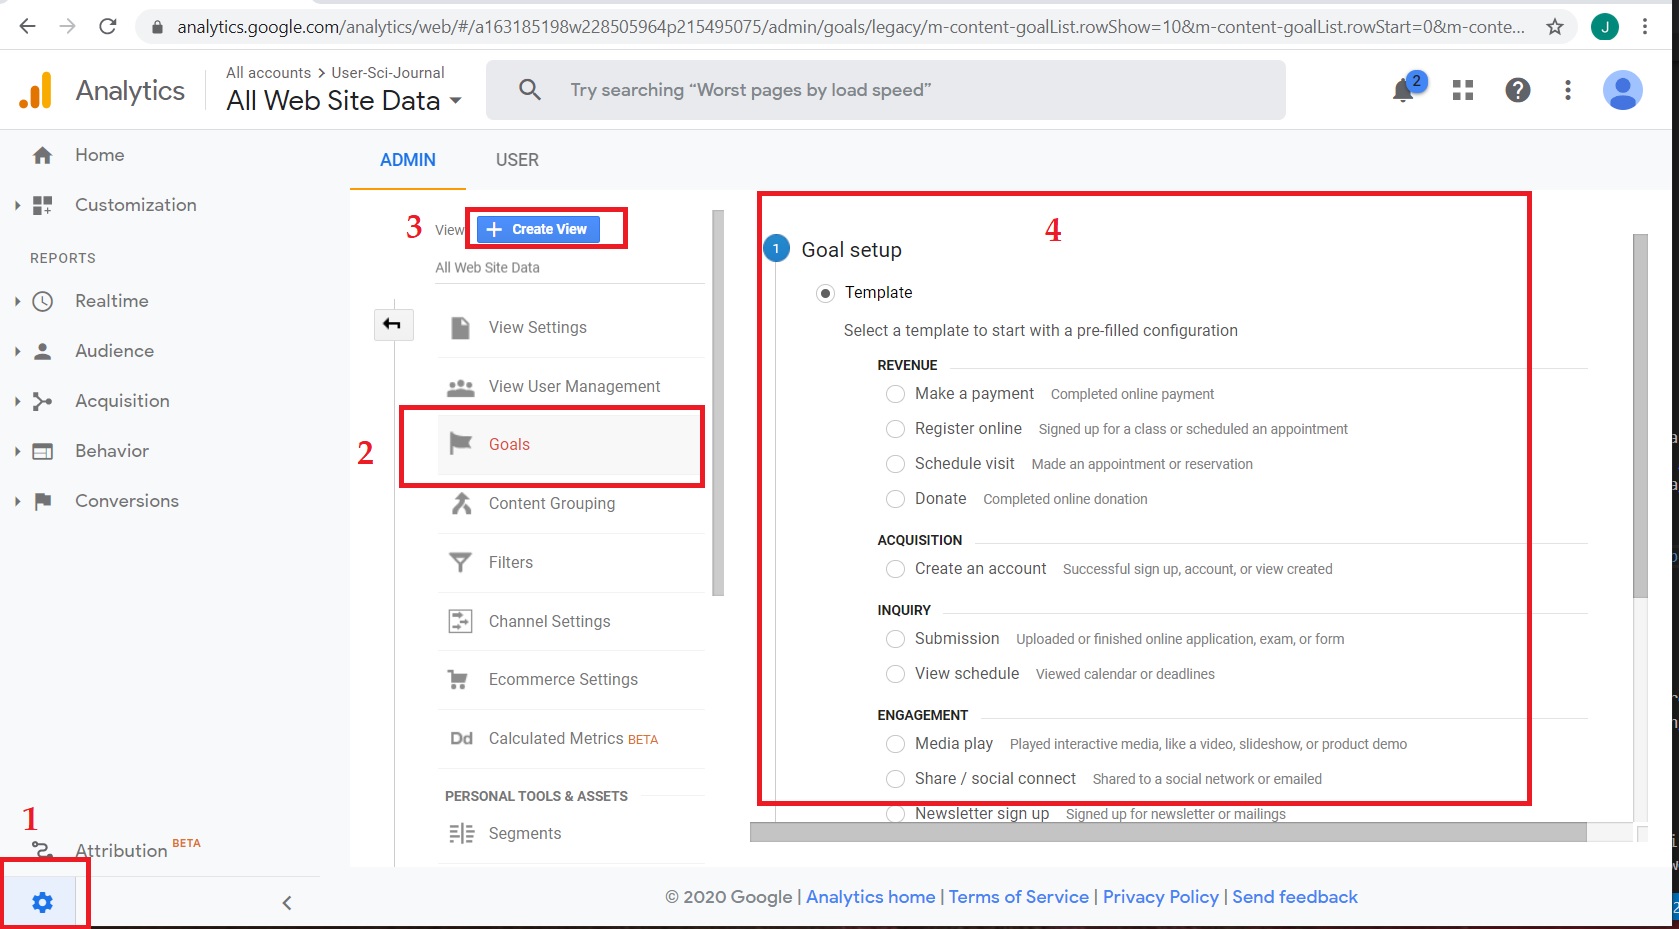 analytics.google.com/analytics/web/#/a163185198w228505964p215495075/admin/goals/legacy/m-content-goalList.rowShow=10&m-content-goalList.rowStart=0&m-conte...
J
Analytics
All accounts > User-Sci-Journal
All Web Site Data
Try searching “Worst pages by load speed”
2
Home
Customization
REPORTS
Realtime
Audience
Acquisition
Behavior
Conversions
1
Attribution BETA
ADMIN
USER
3
View
+ Create View
All Web Site Data
View Settings
View User Management
2
Goals
Content Grouping
Filters
Channel Settings
Ecommerce Settings
Dd Calculated Metrics BETA
PERSONAL TOOLS & ASSETS
Segments
4
1 Goal setup
Template
Select a template to start with a pre-filled configuration
REVENUE
Make a payment Completed online payment
Register online Signed up for a class or scheduled an appointment
Schedule visit Made an appointment or reservation
Donate Completed online donation
ACQUISITION
Create an account Successful sign up, account, or view created
INQUIRY
Submission Uploaded or finished online application, exam, or form
View schedule Viewed calendar or deadlines
ENGAGEMENT
Media play Played interactive media, like a video, slideshow, or product demo
Share / social connect Shared to a social network or emailed
Newsletter sign up Signed up for newsletter or mailings
© 2020 Google | Analytics home | Terms of Service | Privacy Policy | Send feedback